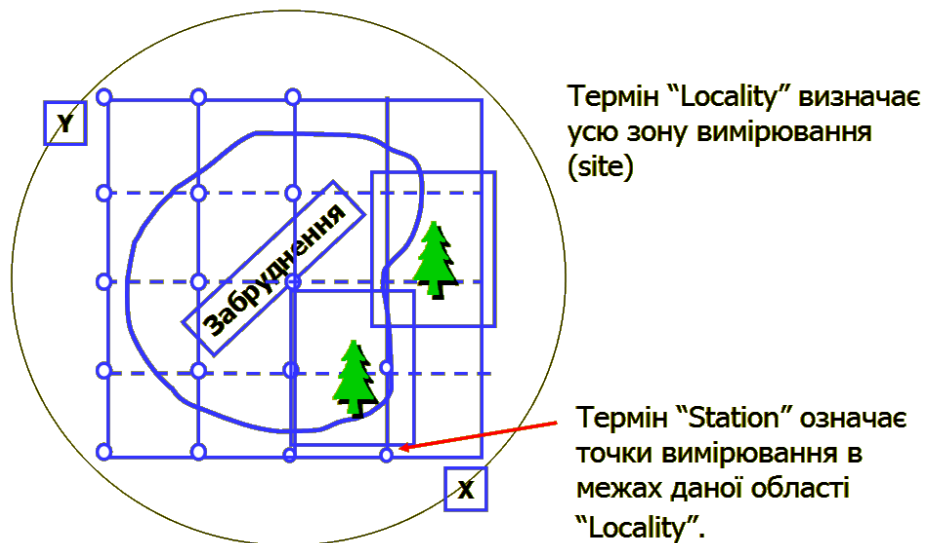 Термін “Locality” визначає
усю зону вимірювання
(site)
Y
Забруднення
X
Термін “Station” означає
точки вимірювання в
межах даної області
“Locality”.